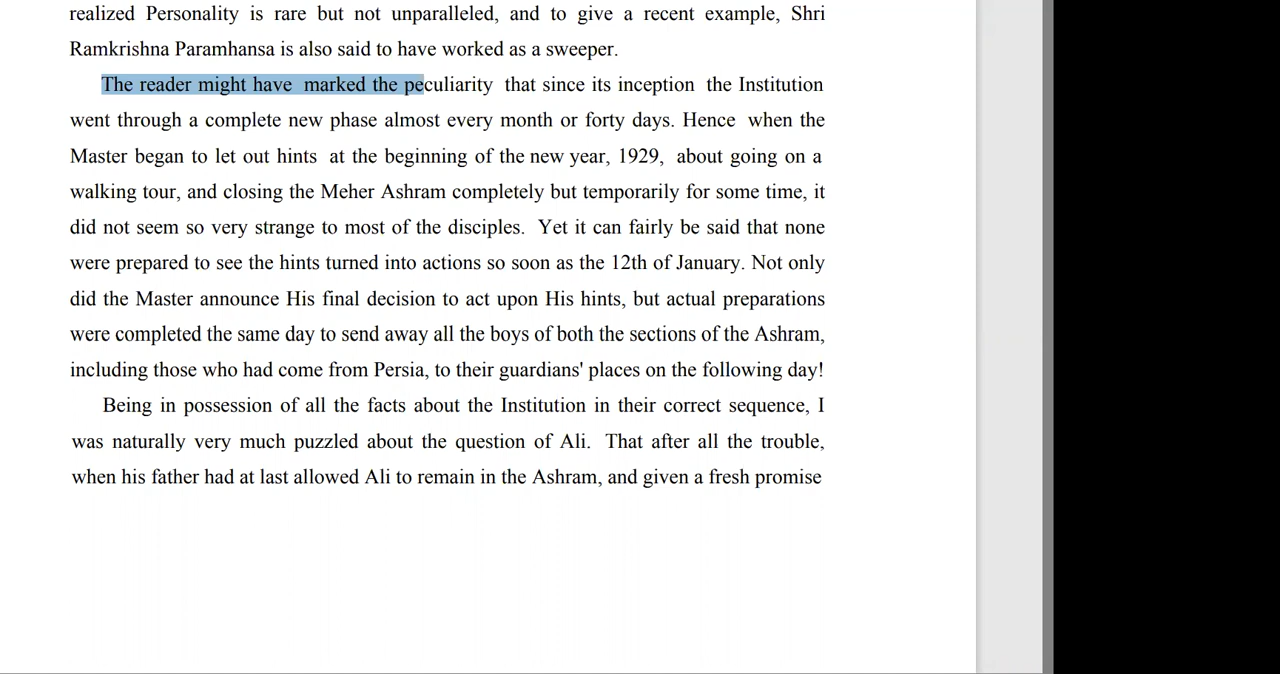 realized Personality is rare but not unparalleled, and to give a recent example, Shri
Ramkrishna Paramhansa is also said to have worked as a sweeper.
The reader might have marked the peculiarity that since its inception the Institution
went through a complete new phase almost every month or forty days. Hence when the
Master began to let out hints at the beginning of the new year, 1929, about going on a
walking tour, and closing the Meher Ashram completely but temporarily for some time, it
did not seem so very strange to most of the disciples. Yet it can fairly be said that none
were prepared to see the hints turned into actions so soon as the 12th of January. Not only
did the Master announce His final decision to act upon His hints, but actual preparations
were completed the same day to send away all the boys of both the sections of the Ashram,
including those who had come from Persia, to their guardians' places on the following day!
Being in possession of all the facts about the Institution in their correct sequence, I
was naturally very much puzzled about the question of Ali. That after all the trouble,
when his father had at last allowed Ali to remain in the Ashram, and given a fresh promise